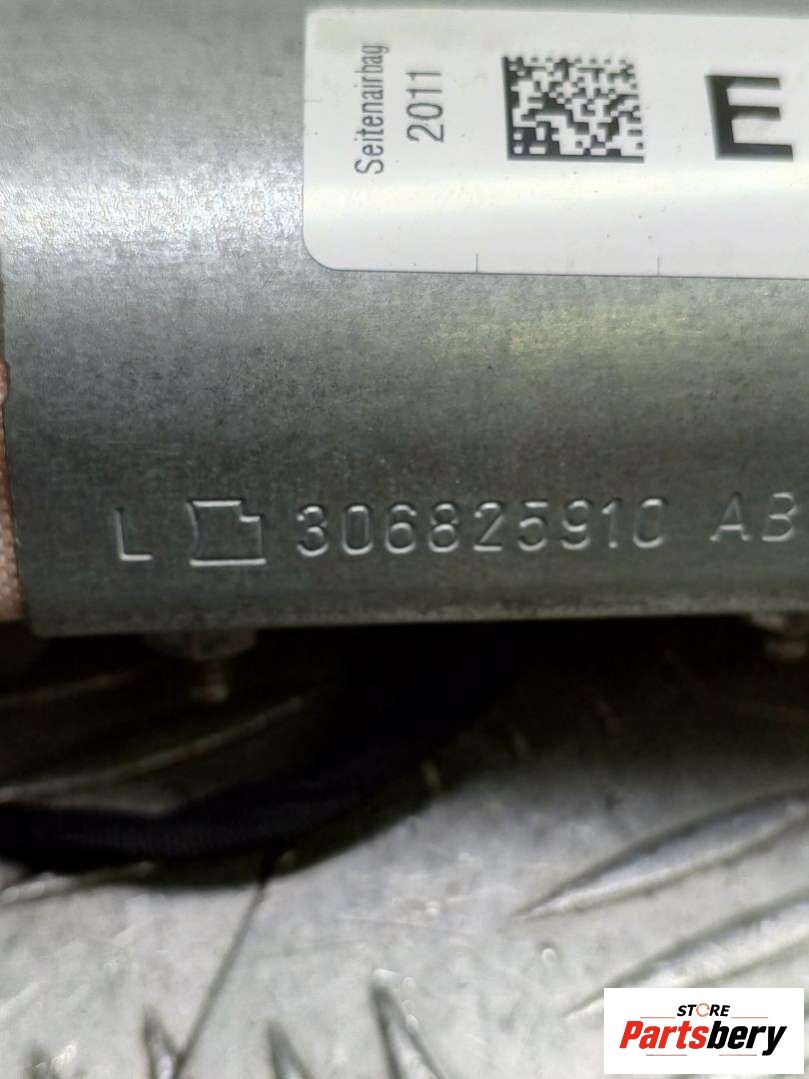 Seitenairbag
2011
E
L 306825910 AB
STORE
Partsbery